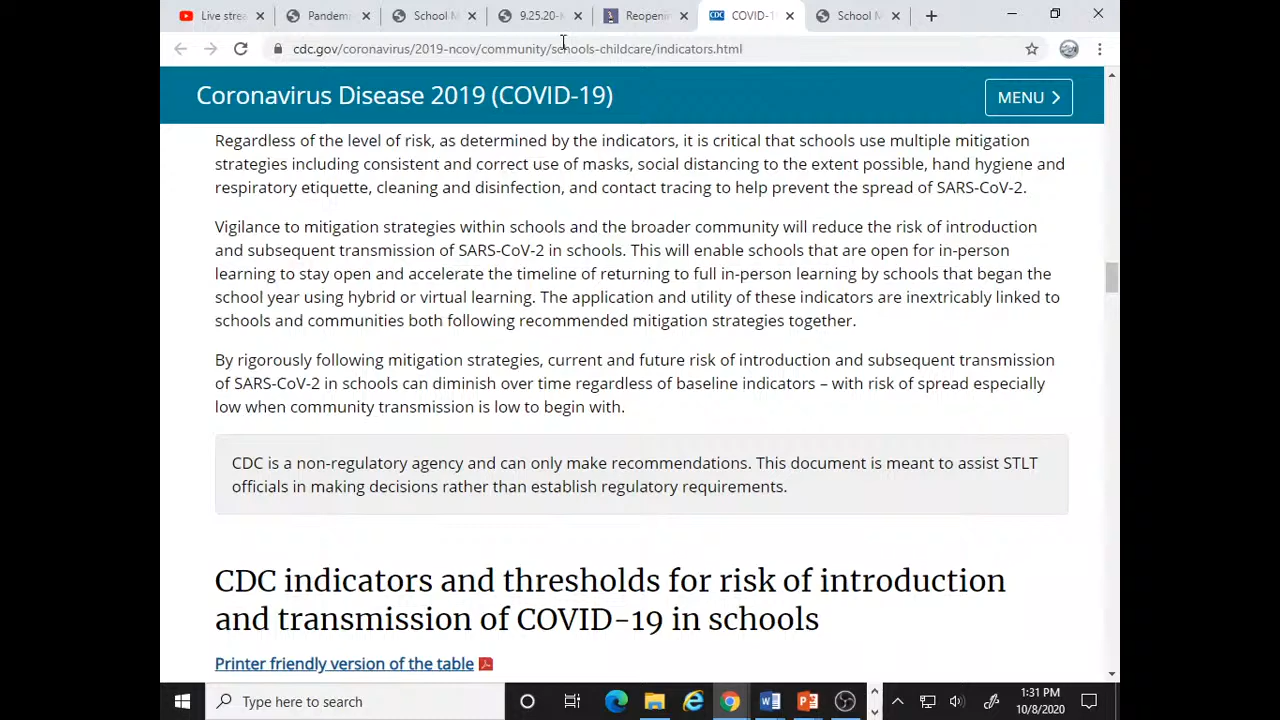 Live strea
Pandem
School M
9.25.20-
Reopenin
CDC COVID-1
School M
cdc.gov/coronavirus/2019-ncov/community/schools-childcare/indicators.html
Coronavirus Disease 2019 (COVID-19)
MENU
Regardless of the level of risk, as determined by the indicators, it is critical that schools use multiple mitigation
strategies including consistent and correct use of masks, social distancing to the extent possible, hand hygiene and
respiratory etiquette, cleaning and disinfection, and contact tracing to help prevent the spread of SARS-CoV-2.
Vigilance to mitigation strategies within schools and the broader community will reduce the risk of introduction
and subsequent transmission of SARS-CoV-2 in schools. This will enable schools that are open for in-person
learning to stay open and accelerate the timeline of returning to full in-person learning by schools that began the
school year using hybrid or virtual learning. The application and utility of these indicators are inextricably linked to
schools and communities both following recommended mitigation strategies together.
By rigorously following mitigation strategies, current and future risk of introduction and subsequent transmission
of SARS-CoV-2 in schools can diminish over time regardless of baseline indicators – with risk of spread especially
low when community transmission is low to begin with.
CDC is a non-regulatory agency and can only make recommendations. This document is meant to assist STLT
officials in making decisions rather than establish regulatory requirements.
CDC indicators and thresholds for risk of introduction
and transmission of COVID-19 in schools
Printer friendly version of the table
Type here to search
1:31 PM
10/8/2020